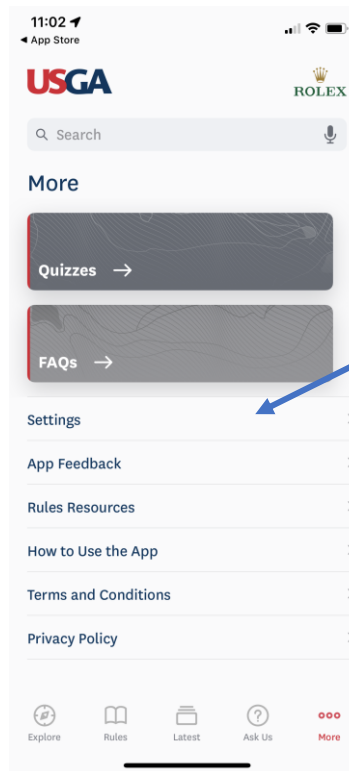 11:02
App Store
USGA
ROLEX
Search
More
Quizzes
FAQs
Settings
App Feedback
Rules Resources
How to Use the App
Terms and Conditions
Privacy Policy
Explore Rules Latest Ask Us More